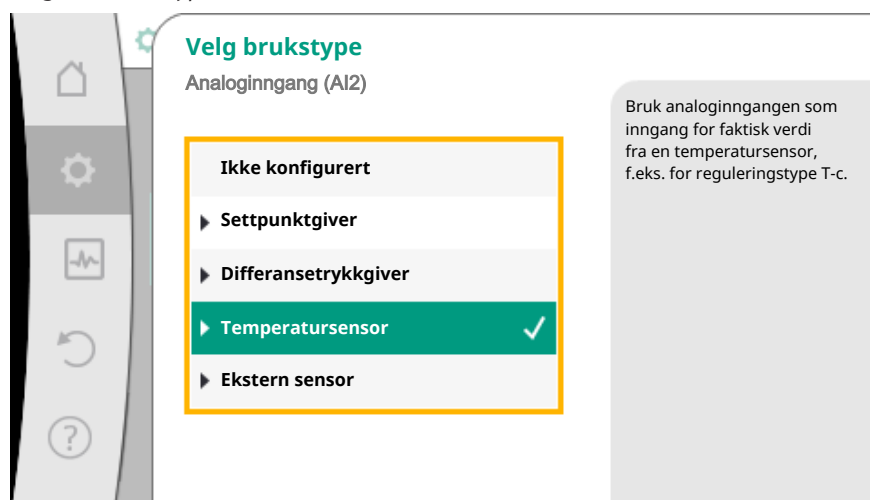 Velg brukstype
Analoginngang (AI2)
Ikke konfigurert
Settpunktgiver
Differansetrykkgiver
Temperatursensor
Ekstern sensor
Bruk analoginngangen som
inngang for faktisk verdi
fra en temperatursensor,
f.eks. for reguleringstype T-c.
?